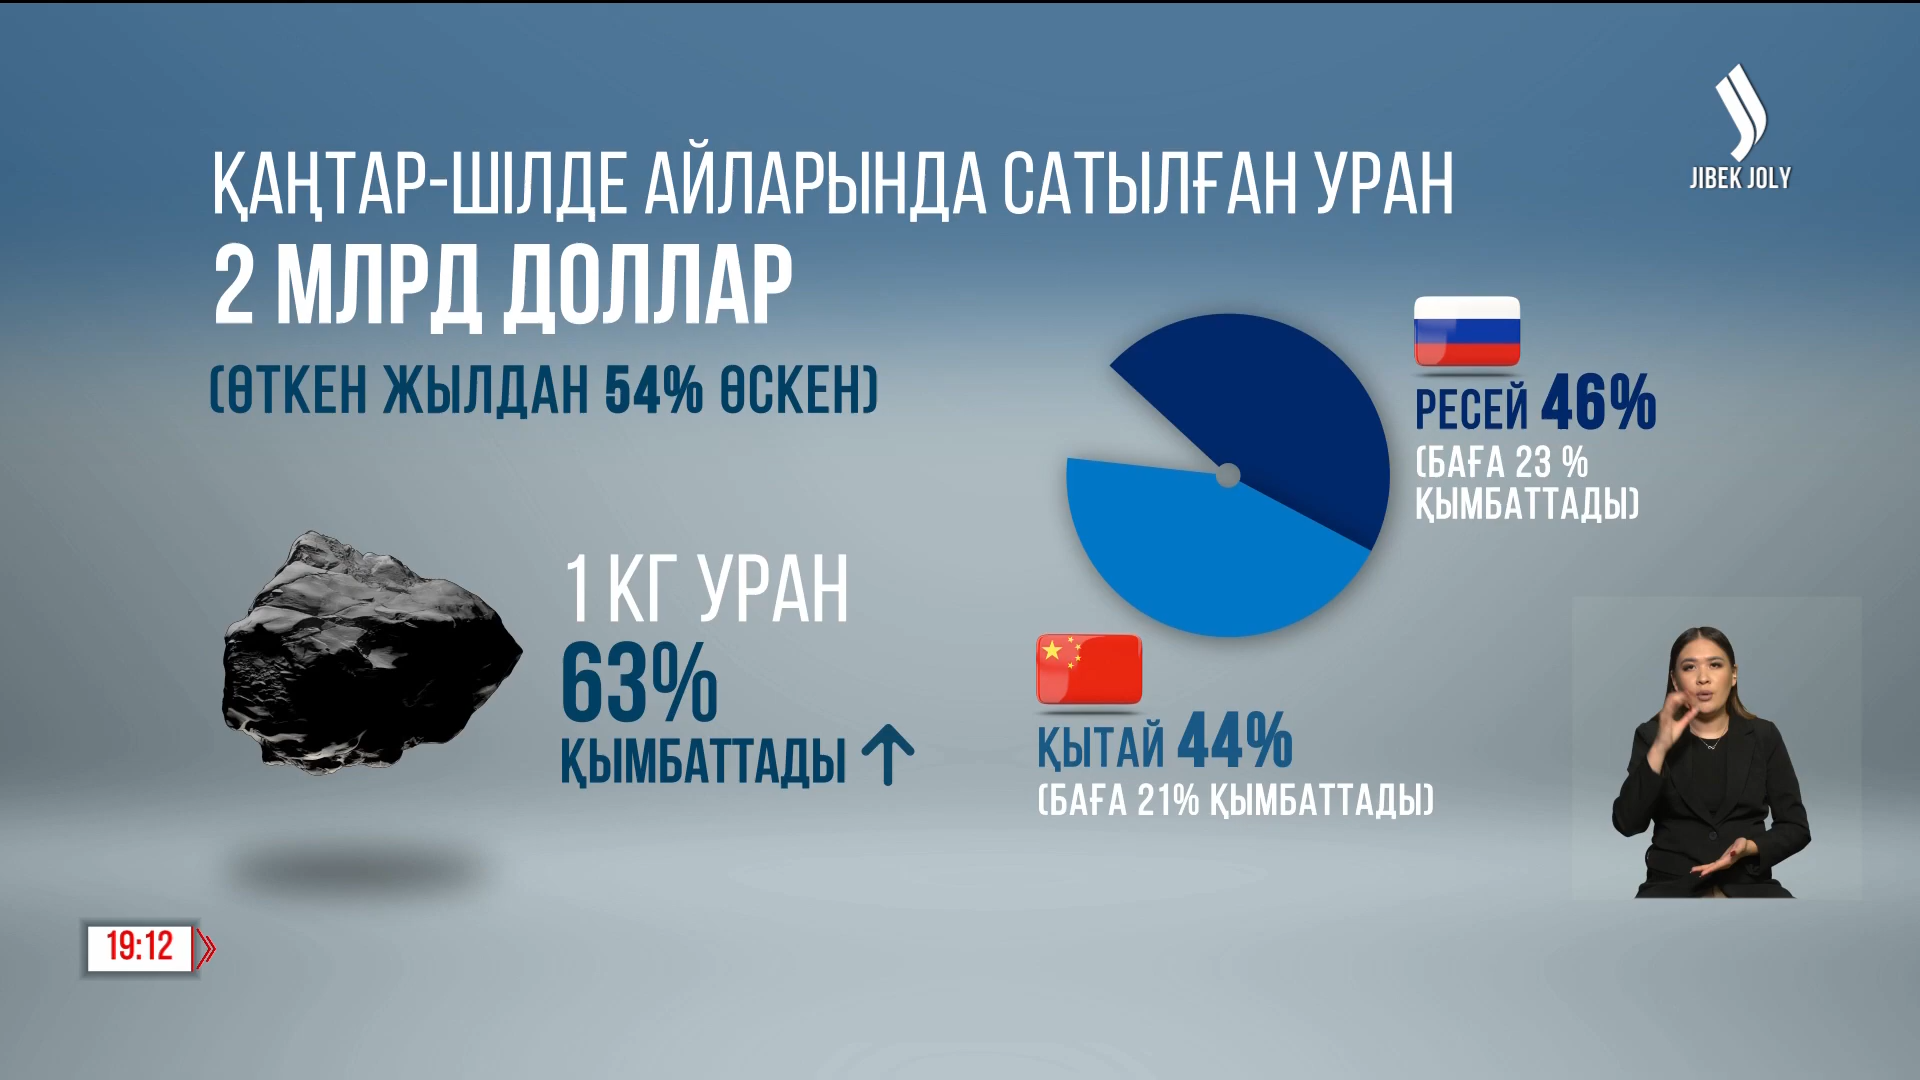 ҚАҢТАР-ШІЛДЕ АЙЛАРЫНДА САТЫЛҒАН УРАН
2 МЛРД ДОЛЛАР
(ӨТКЕН ЖЫЛДАН 54% ӨСКЕН)
JIBEK JOLY
РЕСЕЙ 46%
(БАҒА 23 %
ҚЫМБАТТАДЫ)
1 КГ УРАН
63%
ҚЫМБАТТАДЫ
ҚЫТАЙ 44%
(БАҒА 21% ҚЫМБАТТАДЫ)
19:12